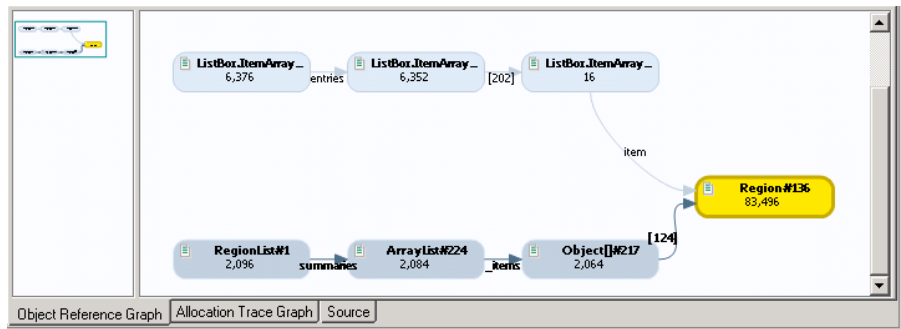 ListBox.ItemArray_
6,376
entries
ListBox.ItemArray_
6,352
[202]
ListBox.ItemArray_
16
item
Region#136
83,496
[124]
RegionList#1
2,096
summaries
ArrayList#224
2,084
_items
Object[]#217
2,064
Object Reference Graph
Allocation Trace Graph
Source